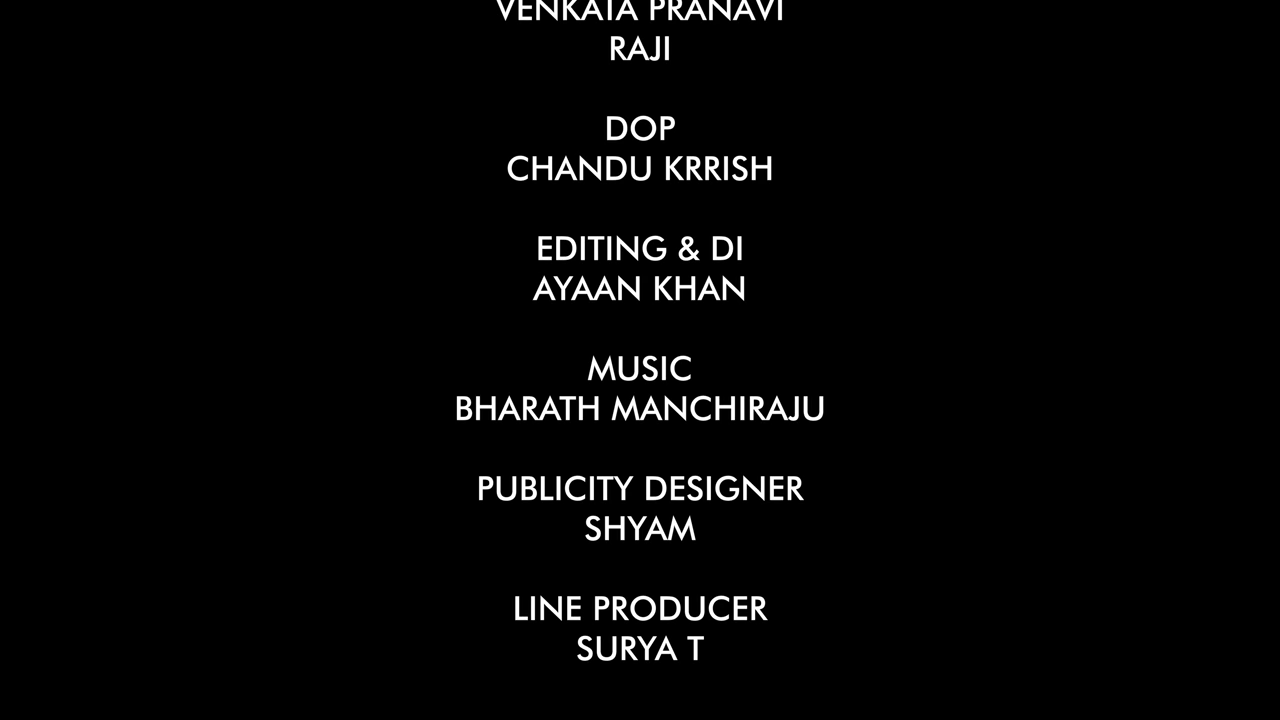 VENKATA PRANAVI
RAJI
DOP
CHANDU KRRISH
EDITING & DI
AYAAN KHAN
MUSIC
BHARATH MANCHIRAJU
PUBLICITY DESIGNER
SHYAM
LINE PRODUCER
SURYA T